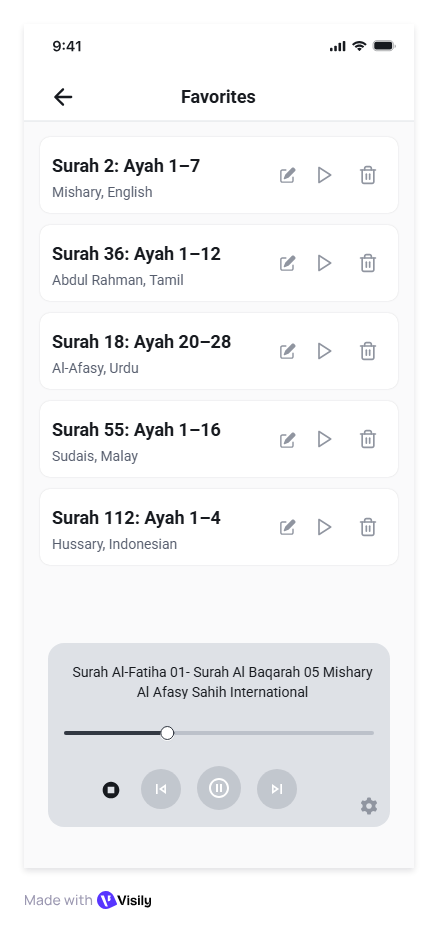 9:41
Favorites
Surah 2: Ayah 1–7
Mishary, English
Surah 36: Ayah 1–12
Abdul Rahman, Tamil
Surah 18: Ayah 20–28
Al-Afasy, Urdu
Surah 55: Ayah 1–16
Sudais, Malay
Surah 112: Ayah 1–4
Hussary, Indonesian
Surah Al-Fatiha 01- Surah Al Baqarah 05 Mishary
Al Afasy Sahih International
Made with Visily